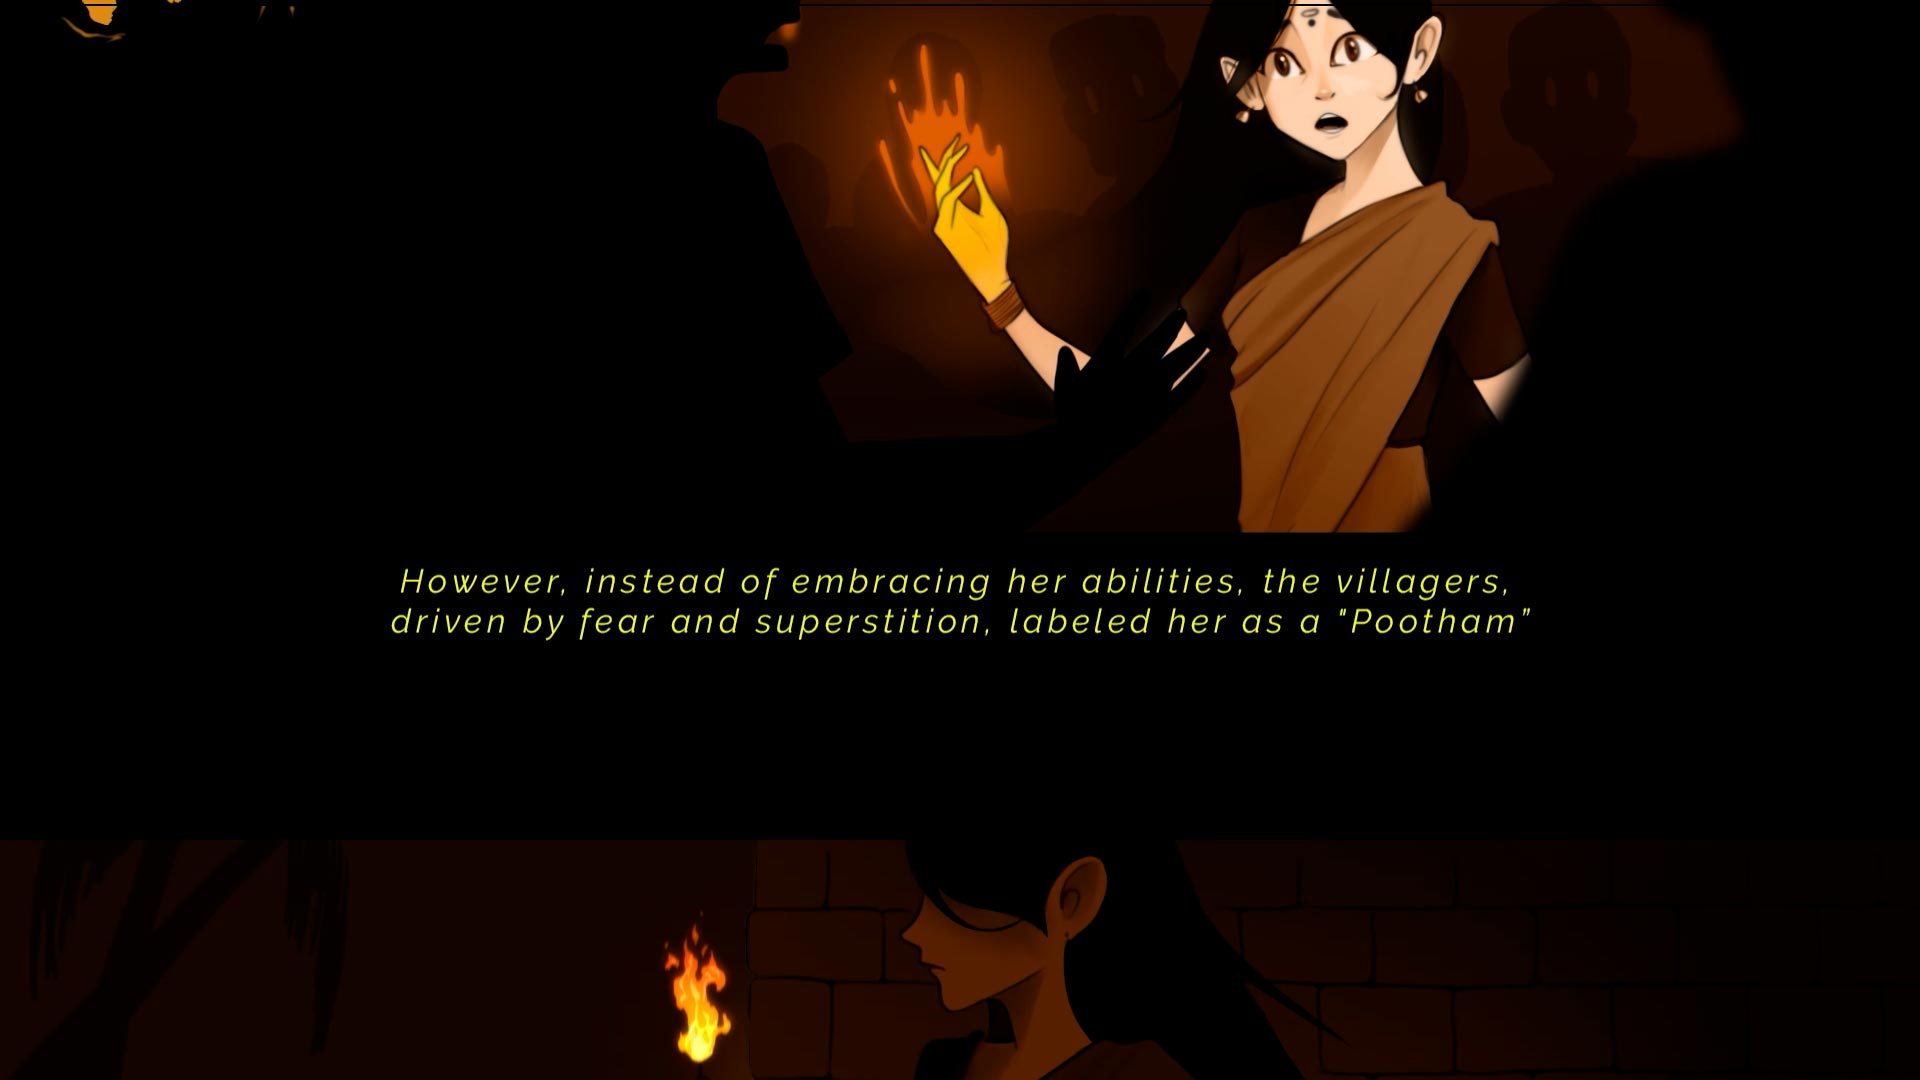 However, instead of embracing her abilities, the villagers,
driven by fear and superstition, labeled her as a "Pootham”